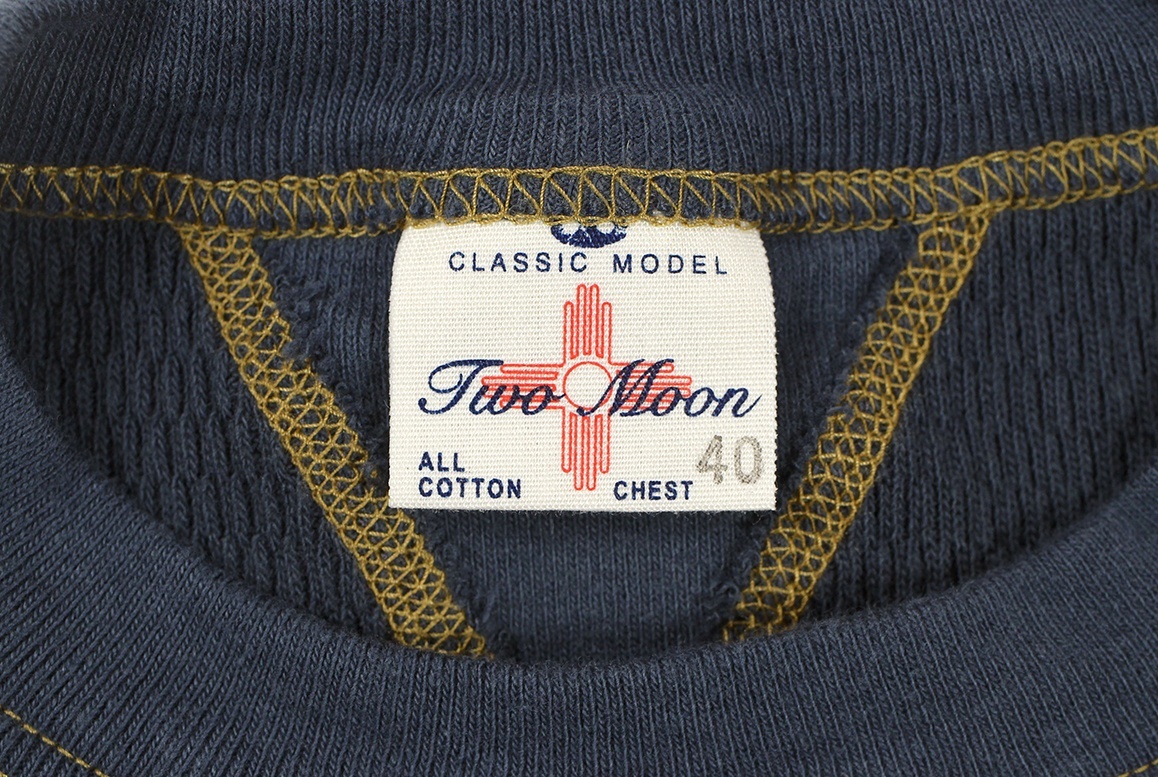 CLASSIC MODEL
Two Moon
40
ALL
COTTON
CHEST